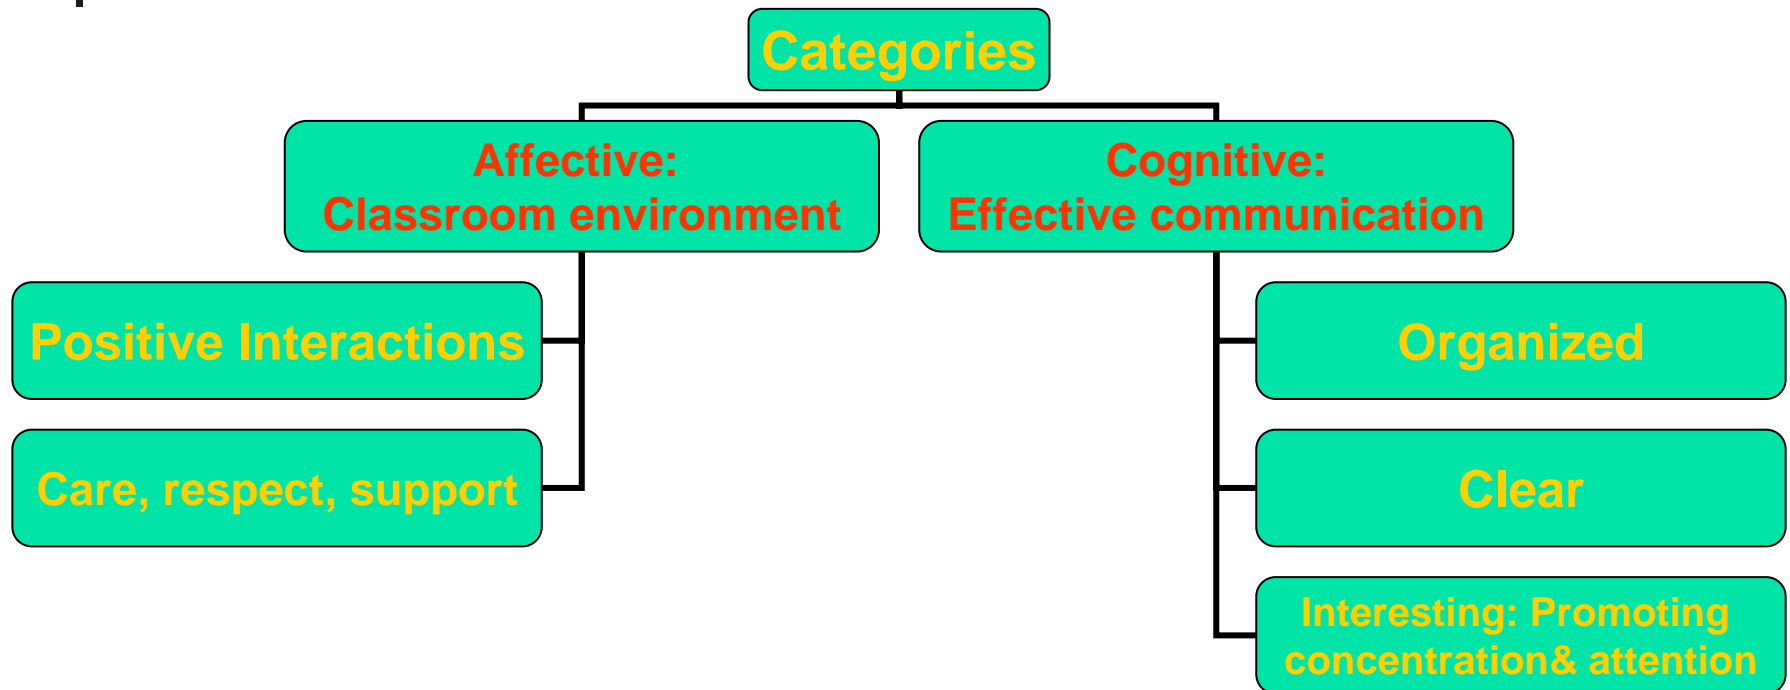 Categories
Affective:
Classroom environment
Cognitive:
Effective communication
Positive Interactions
Care, respect, support
Organized
Clear
Interesting: Promoting
concentration& attention